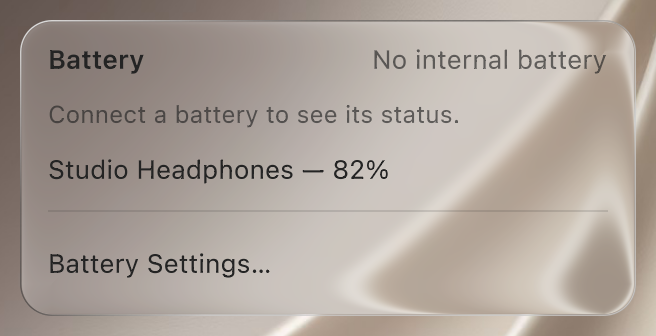 Battery No internal battery
Connect a battery to see its status.
Studio Headphones — 82%
Battery Settings...